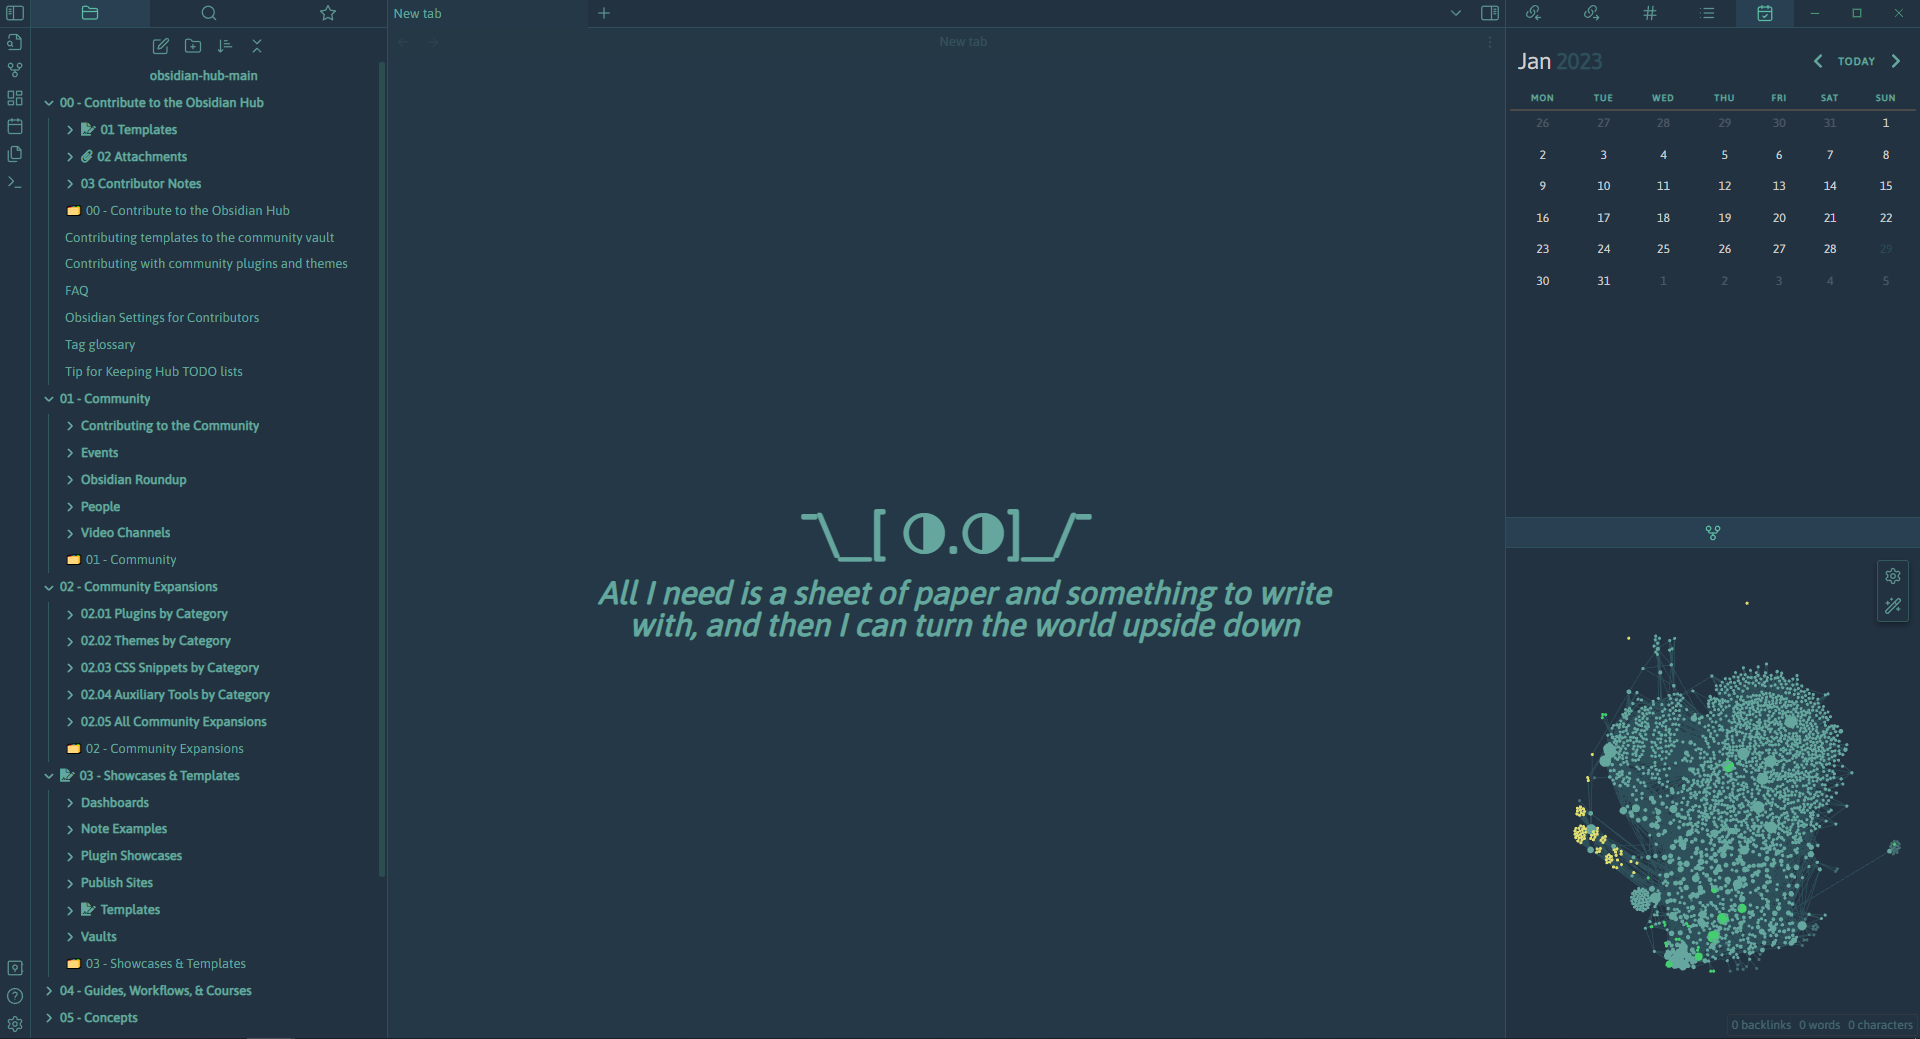 New tab
New tab
obsidian-hub-main
00 - Contribute to the Obsidian Hub
01 Templates
02 Attachments
03 Contributor Notes
00 - Contribute to the Obsidian Hub
Contributing templates to the community vault
Contributing with community plugins and themes
FAQ
Obsidian Settings for Contributors
Tag glossary
Tip for Keeping Hub TODO lists
01 - Community
Contributing to the Community
Events
Obsidian Roundup
People
Video Channels
01 - Community
02 - Community Expansions
02.01 Plugins by Category
02.02 Themes by Category
02.03 CSS Snippets by Category
02.04 Auxiliary Tools by Category
02.05 All Community Expansions
02 - Community Expansions
03 - Showcases & Templates
Dashboards
Note Examples
Plugin Showcases
Publish Sites
Templates
Vaults
03 - Showcases & Templates
04 - Guides, Workflows, & Courses
05 - Concepts
¯\_[ ◑.◑]_/¯
All I need is a sheet of paper and something to write
with, and then I can turn the world upside down
Jan 2023
TODAY
MON TUE WED THU FRI SAT SUN
26 27 28 29 30 31 1
2 3 4 5 6 7 8
9 10 11 12 13 14 15
16 17 18 19 20 21 22
23 24 25 26 27 28 29
30 31 1 2 3 4 5
0 backlinks 0 words 0 characters